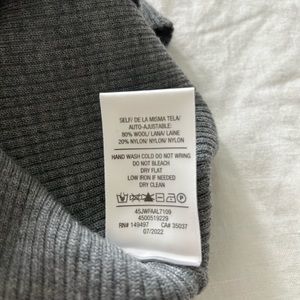 SELF/ DE LA MISMA TELA/
AUTO-AJUSTABLE:
80% WOOL/ LANA/ LAINE
20% NYLON/ NYLON/ NYLON
HAND WASH COLD DO NOT WRING
DO NOT BLEACH
DRY FLAT
LOW IRON IF NEEDED
DRY CLEAN
45JWFAAL7109
4500519229
RN# 149497 CA# 35037
07/2022